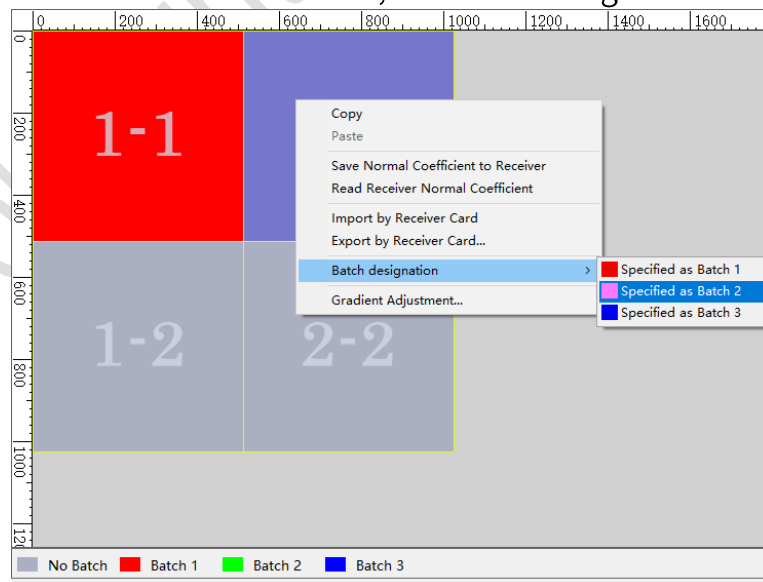 0 200 400 600 800 1000 1200 1400 1600
0
200
400
600
800
1000
120
1-1
1-2
2-2
Copy
Paste
Save Normal Coefficient to Receiver
Read Receiver Normal Coefficient
Import by Receiver Card
Export by Receiver Card...
Batch designation >
Gradient Adjustment...
Specified as Batch 1
Specified as Batch 2
Specified as Batch 3
No Batch Batch 1 Batch 2 Batch 3